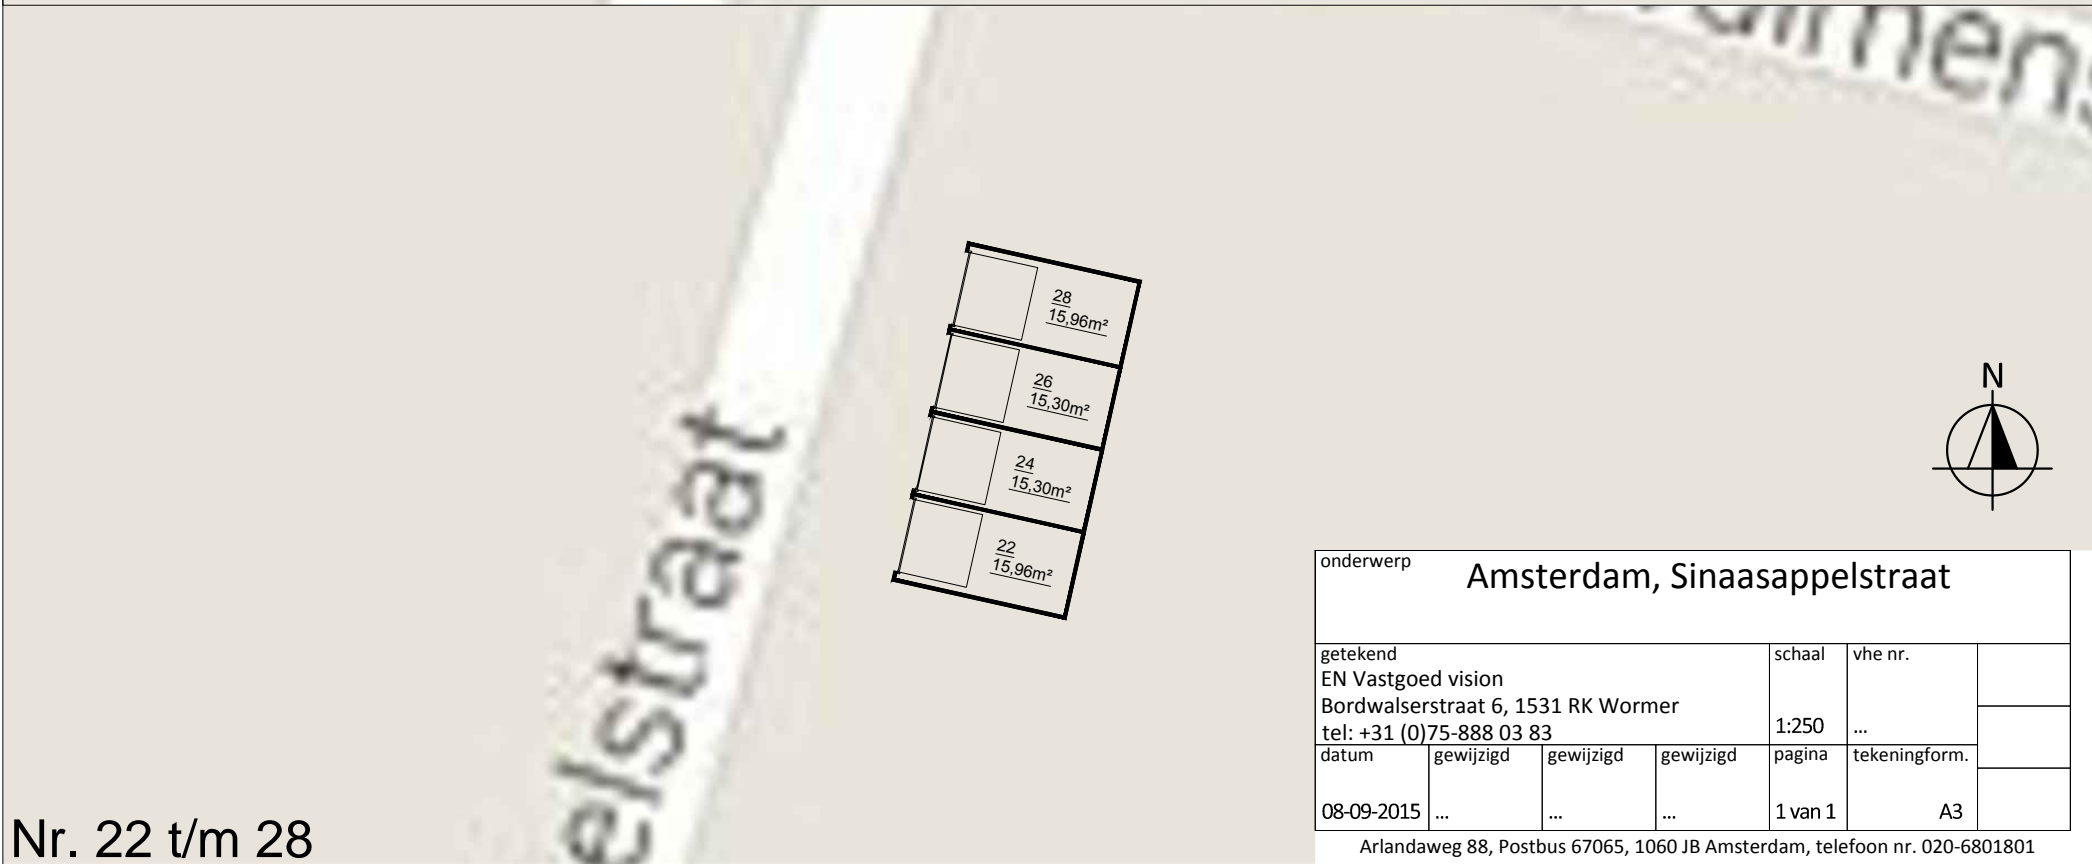 elstraat
28
15,96m²
26
15,30m²
24
15,30m²
22
15,96m²
N
onderwerp
Amsterdam, Sinaasappelstraat
getekend
EN Vastgoed vision
Bordwalserstraat 6, 1531 RK Wormer
tel: +31 (0)75-888 03 83
schaal
1:250
vhe nr.
...
datum
08-09-2015
gewijzigd
...
gewijzigd
...
gewijzigd
...
pagina
1 van 1
tekeningform.
A3
Nr. 22 t/m 28
Arlandaweg 88, Postbus 67065, 1060 JB Amsterdam, telefoon nr. 020-6801801